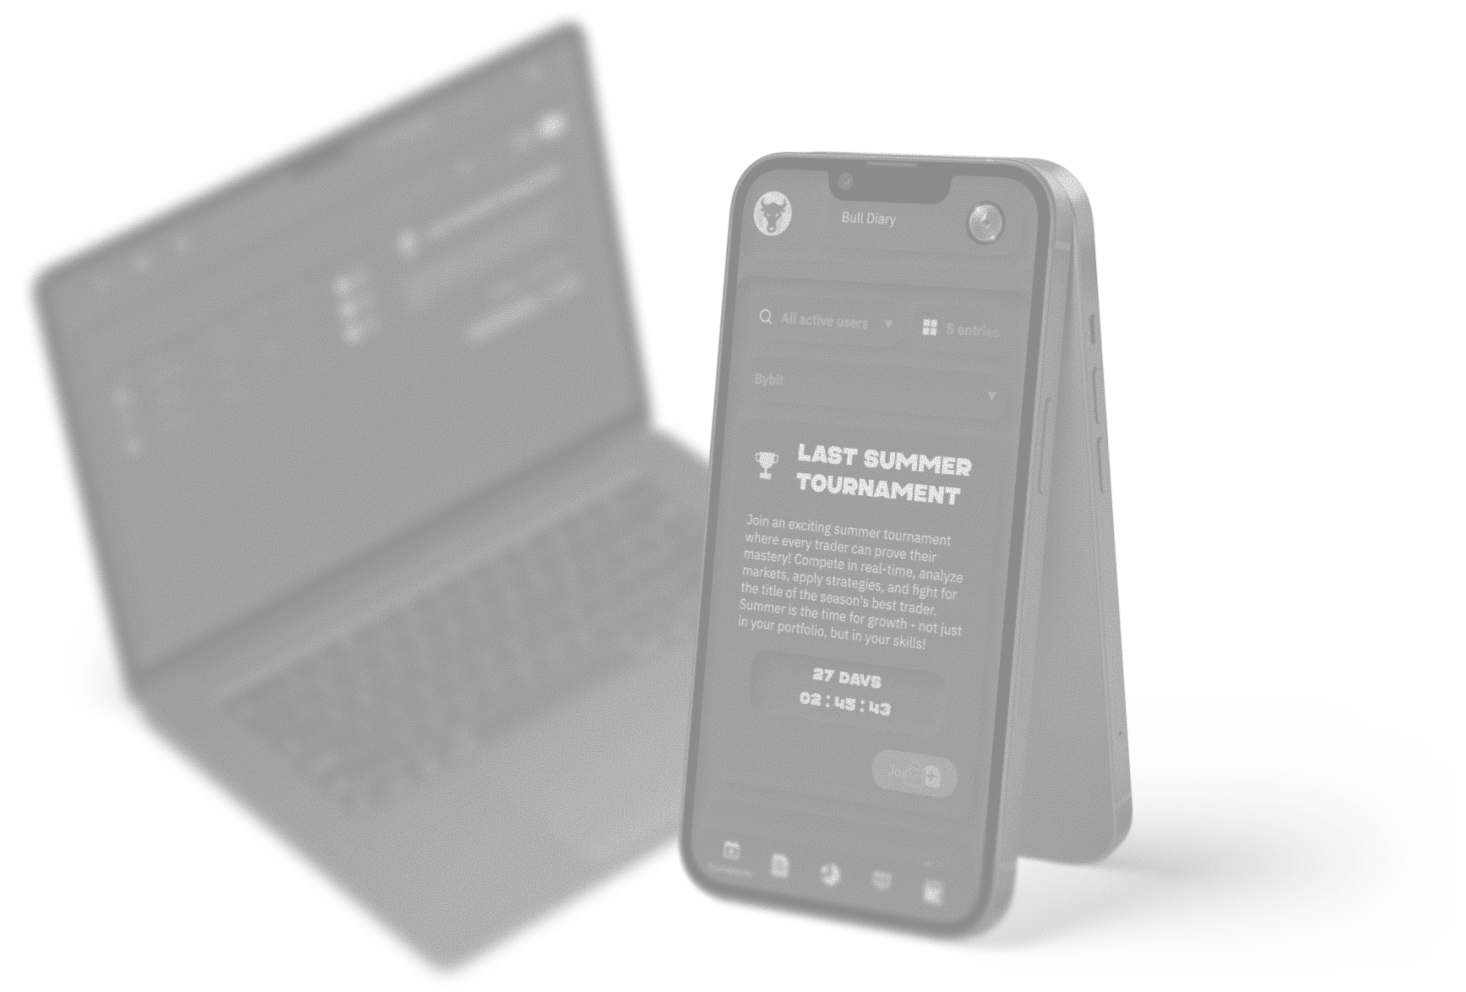 Bull Diary
All active users
5 entries
Bybit
LAST SUMMER
TOURNAMENT
Join an exciting summer tournament
where every trader can prove their
mastery! Compete in real-time, analyze
markets, apply strategies, and fight for
the title of the season's best trader.
Summer is the time for growth - not just
in your portfolio, but in your skills!
27 DAYS
02 : 45 : 43
Join